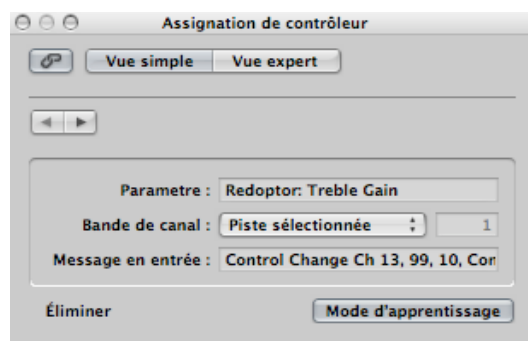 Assignation de contrôleur
Vue simple Vue expert
Parametre : Redoptor: Treble Gain
Bande de canal : Piste sélectionnée 1
Message en entrée : Control Change Ch 13, 99, 10, Con
Éliminer Mode d'apprentissage